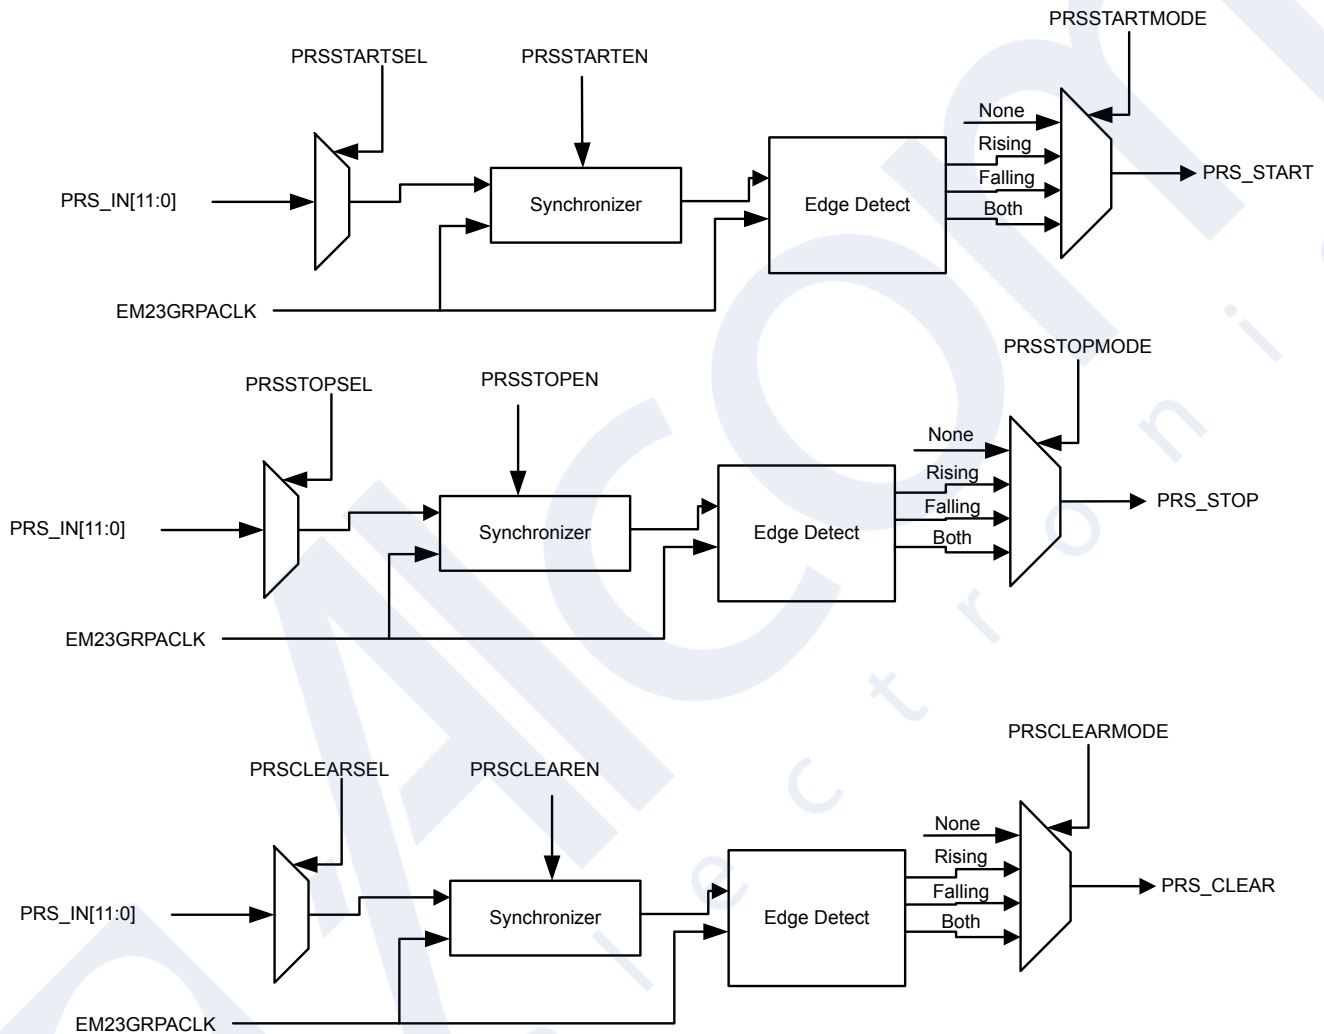 PRSSTARTMODE
PRSSTARTSEL
PRSSTARTEN
None
Rising
Falling
Both
PRS_IN[11:0]
Synchronizer
Edge Detect
PRS_START
EM23GRPACLK
PRSSTOPMODE
PRSSTOPSEL
PRSSTOPEN
None
Rising
Falling
Both
PRS_IN[11:0]
Synchronizer
Edge Detect
PRS_STOP
EM23GRPACLK
PRSCLEARMODE
PRSCLEARSEL
PRSCLEAREN
None
Rising
Falling
Both
PRS_IN[11:0]
Synchronizer
Edge Detect
PRS_CLEAR
EM23GRPACLK